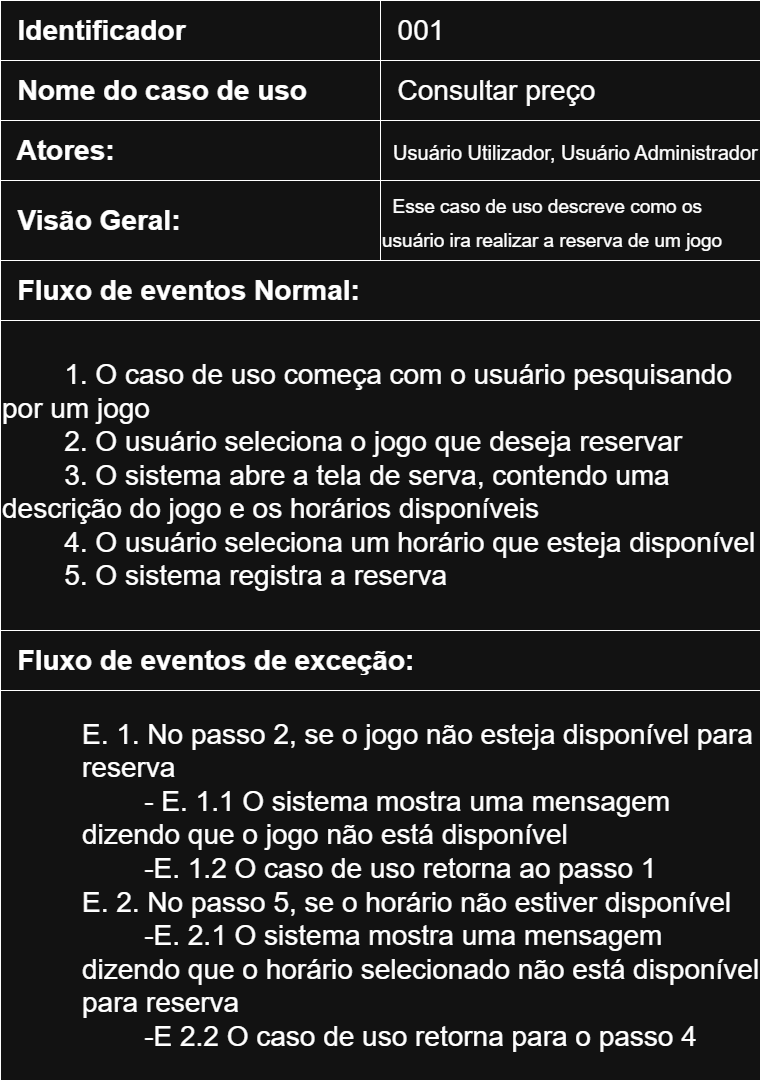 Identificador 001
Nome do caso de uso Consultar preço
Atores: Usuário Utilizador, Usuário Administrador
Visão Geral: Esse caso de uso descreve como os
usuário ira realizar a reserva de um jogo
Fluxo de eventos Normal:
1. O caso de uso começa com o usuário pesquisando
por um jogo
2. O usuário seleciona o jogo que deseja reservar
3. O sistema abre a tela de serva, contendo uma
descrição do jogo e os horários disponíveis
4. O usuário seleciona um horário que esteja disponível
5. O sistema registra a reserva
Fluxo de eventos de exceção:
E. 1. No passo 2, se o jogo não esteja disponível para
reserva
- E. 1.1 O sistema mostra uma mensagem
dizendo que o jogo não está disponível
-E. 1.2 O caso de uso retorna ao passo 1
E. 2. No passo 5, se o horário não estiver disponível
-E. 2.1 O sistema mostra uma mensagem
dizendo que o horário selecionado não está disponível
para reserva
-E 2.2 O caso de uso retorna para o passo 4